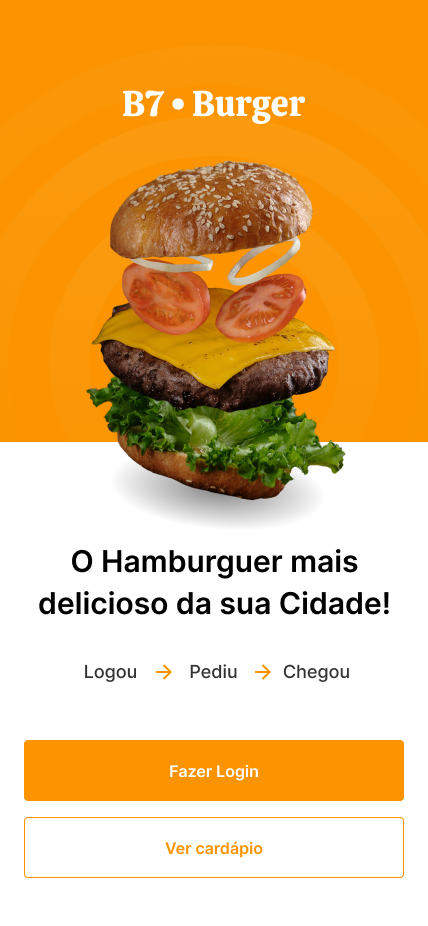 B7 • Burger
O Hamburguer mais
delicioso da sua Cidade!
Logou → Pediu → Chegou
Fazer Login
Ver cardápio